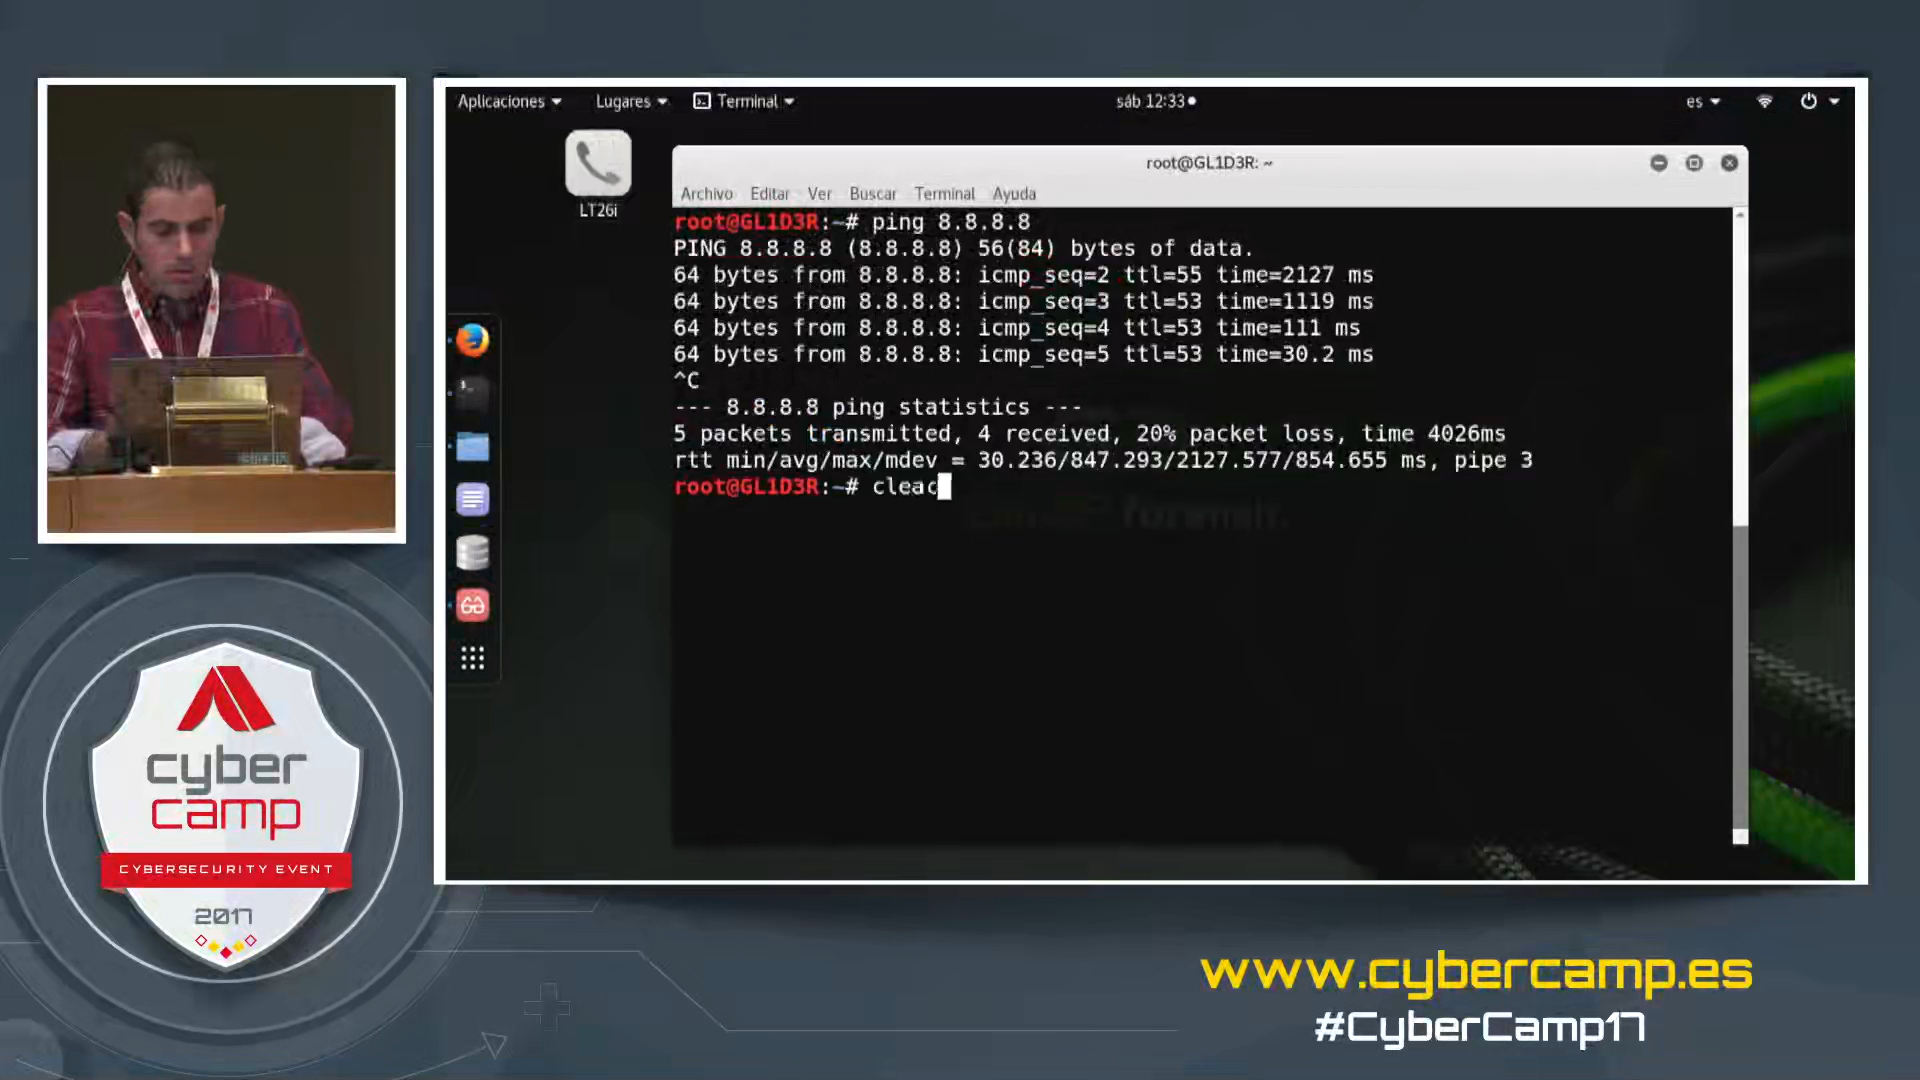 Aplicaciones
Lugares
Terminal
sáb 12:33
es
LT26i
root@GL1D3R: ~
Archivo Editar Ver Buscar Terminal Ayuda
root@GL1D3R:~# ping 8.8.8.8
PING 8.8.8.8 (8.8.8.8) 56(84) bytes of data.
64 bytes from 8.8.8.8: icmp_seq=2 ttl=55 time=2127 ms
64 bytes from 8.8.8.8: icmp_seq=3 ttl=53 time=1119 ms
64 bytes from 8.8.8.8: icmp_seq=4 ttl=53 time=111 ms
64 bytes from 8.8.8.8: icmp_seq=5 ttl=53 time=30.2 ms
^C
--- 8.8.8.8 ping statistics ---
5 packets transmitted, 4 received, 20% packet loss, time 4026ms
rtt min/avg/max/mdev = 30.236/847.293/2127.577/854.655 ms, pipe 3
root@GL1D3R:~# cleac
cyber
camp
CYBERSECURITY EVENT
2017
www.cybercamp.es
#CyberCamp17